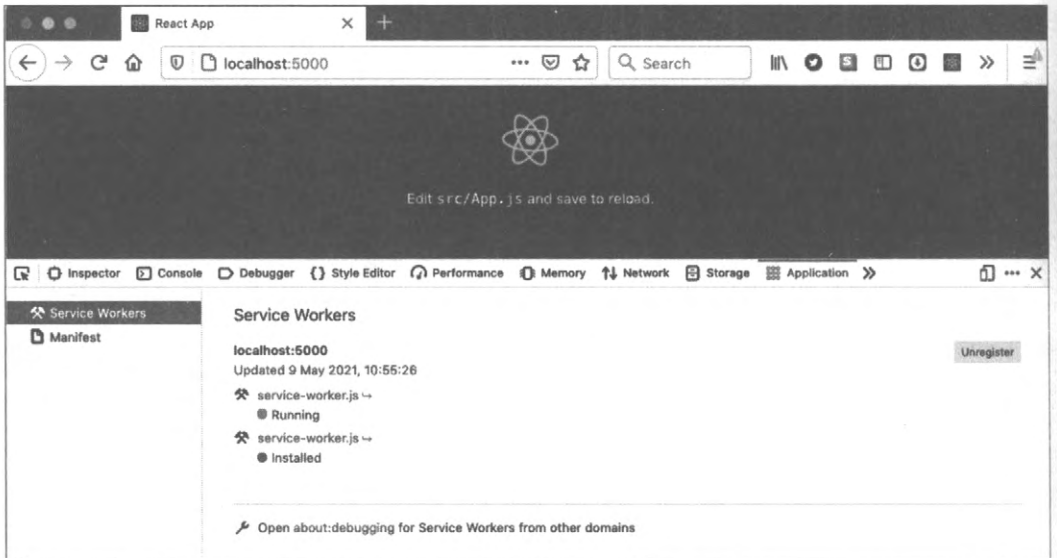 React App
localhost:5000
Search
Edit src/App.js and save to reload.
Inspector Console Debugger Style Editor Performance Memory Network Storage Application
Service Workers
Manifest
Service Workers
localhost:5000
Unregister
Updated 9 May 2021, 10:55:26
service-worker.js
Running
service-worker.js
Installed
Open about:debugging for Service Workers from other domains